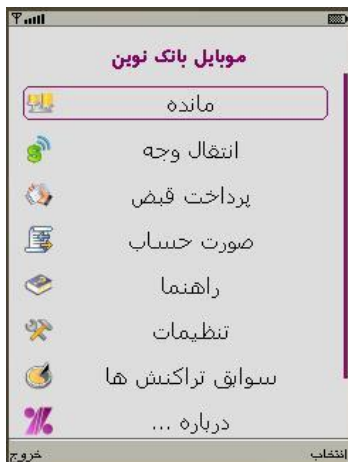 موبایل بانک نوین
مانده
انتقال وجه
پرداخت قبض
صورت حساب
راهنما
تنظیمات
سوابق تراکنش ها
درباره ...
انتخاب
خروج